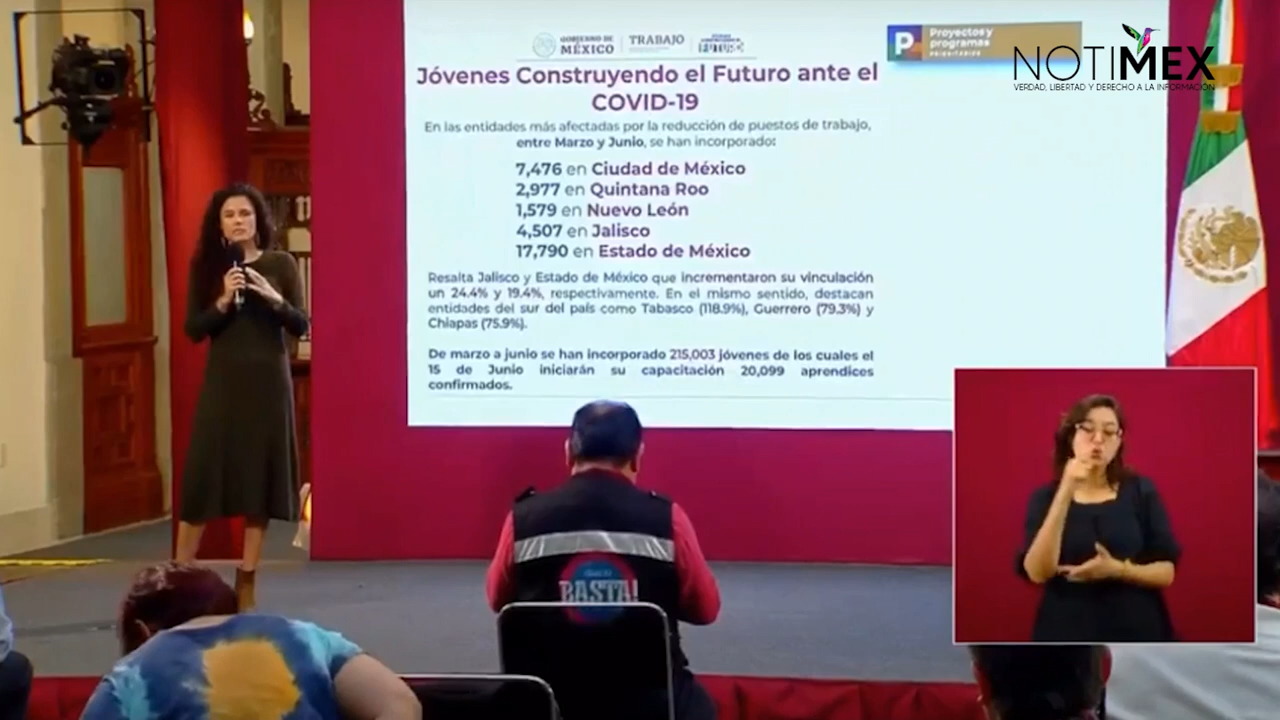 GOBIERNO DE MÉXICO
TRABAJO
FUTURO
Proyectos y
programas
PRIORITARIOS
NOTIMEX
VERDAD, LIBERTAD Y DERECHO A LA INFORMACIÓN
Jóvenes Construyendo el Futuro ante el
COVID-19
En las entidades más afectadas por la reducción de puestos de trabajo,
entre Marzo y Junio, se han incorporado:
7,476 en Ciudad de México
2,977 en Quintana Roo
1,579 en Nuevo León
4,507 en Jalisco
17,790 en Estado de México
Resalta Jalisco y Estado de México que incrementaron su vinculación
un 24.4% y 19.4%, respectivamente. En el mismo sentido, destacan
entidades del sur del país como Tabasco (118.9%), Guerrero (79.3%) y
Chiapas (75.9%).
De marzo a junio se han incorporado 215,003 jóvenes de los cuales el
15 de Junio iniciarán su capacitación 20,099 aprendices
confirmados.
BASTA!